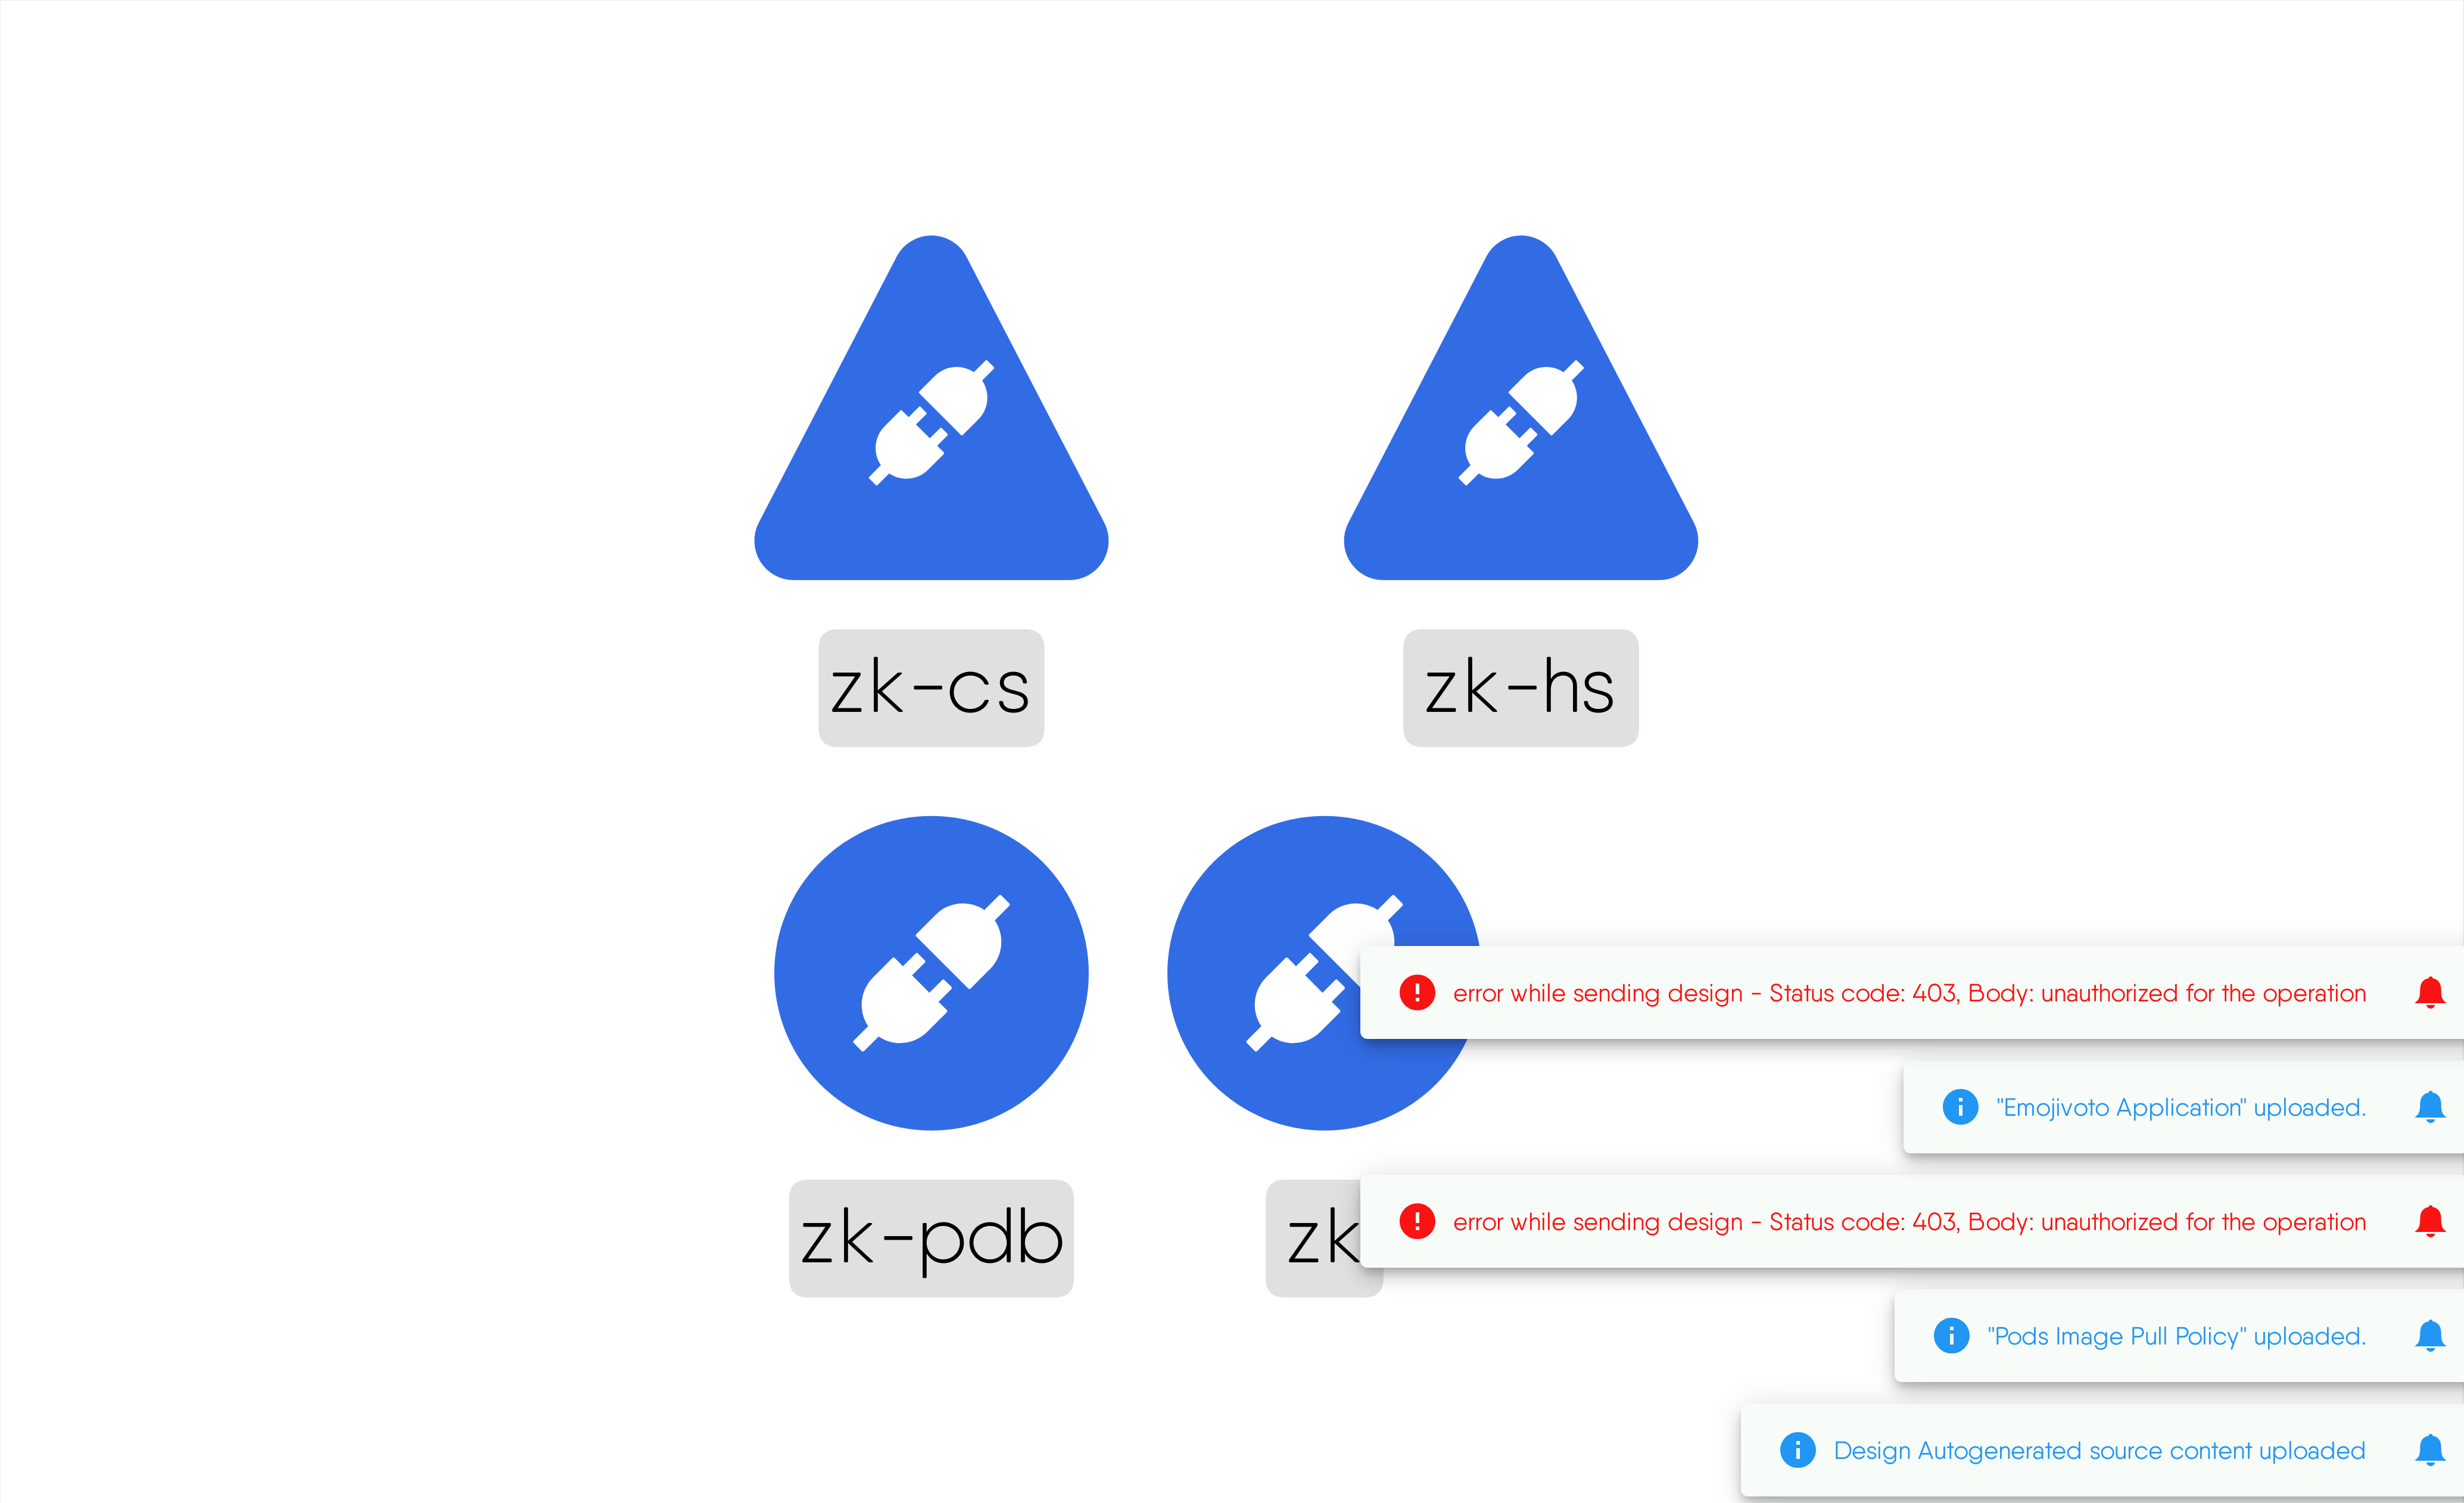 zk-cs
zk-hs
zk-pdb
zk
error while sending design - Status code: 403, Body: unauthorized for the operation
"Emojivoto Application" uploaded.
error while sending design - Status code: 403, Body: unauthorized for the operation
"Pods Image Pull Policy" uploaded.
Design Autogenerated source content uploaded